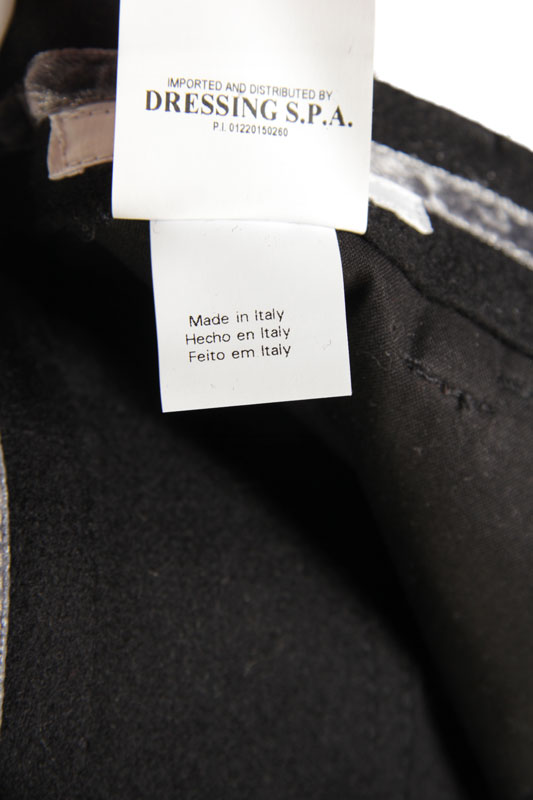 IMPORTED AND DISTRIBUTED BY
DRESSING S.P.A.
P.I. 01220150260
Made in Italy
Hecho en Italy
Feito em Italy